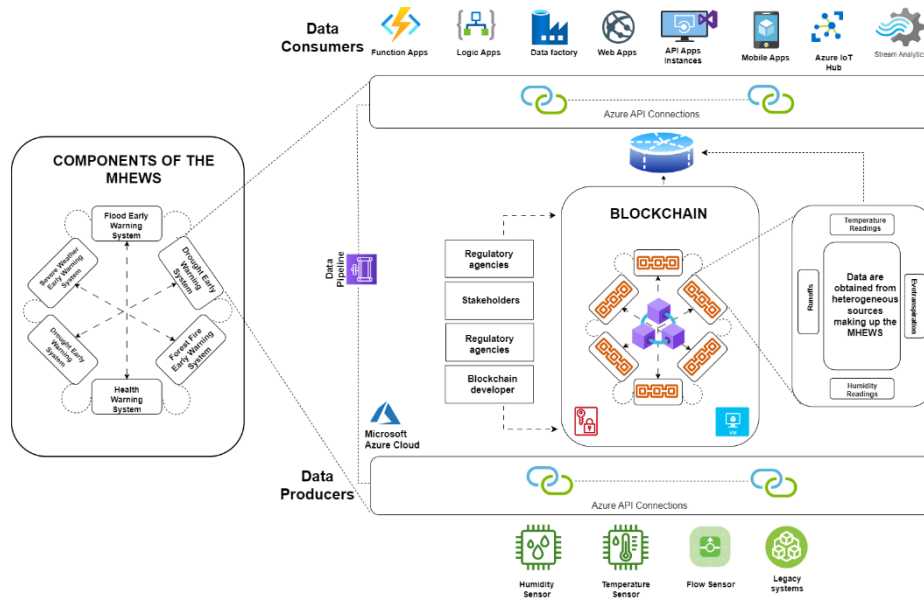 Data
Consumers
Function Apps
Logic Apps
Data factory
Web Apps
API Apps
Instances
Mobile Apps
Azure IoT
Hub
Stream Analytics
Azure API Connections
COMPONENTS OF THE
MHEWS
Flood Early
Warning
System
Severe Weather
Early Warning
System
Drought Early
Warning
System
Drought Early
Warning
System
Forest Fire
Early Warning
System
Health
Warning
System
Data
Pipeline
Regulatory
agencies
Stakeholders
Regulatory
agencies
Blockchain
developer
Microsoft
Azure Cloud
BLOCKCHAIN
VM
Temperature
Readings
Runoffs
Data are
obtained from
heterogeneous
sources
making up the
MHEWS
Evotranspiration
Humidity
Readings
Data
Producers
Azure API Connections
Humidity
Sensor
Temperature
Sensor
Flow Sensor
Legacy
systems